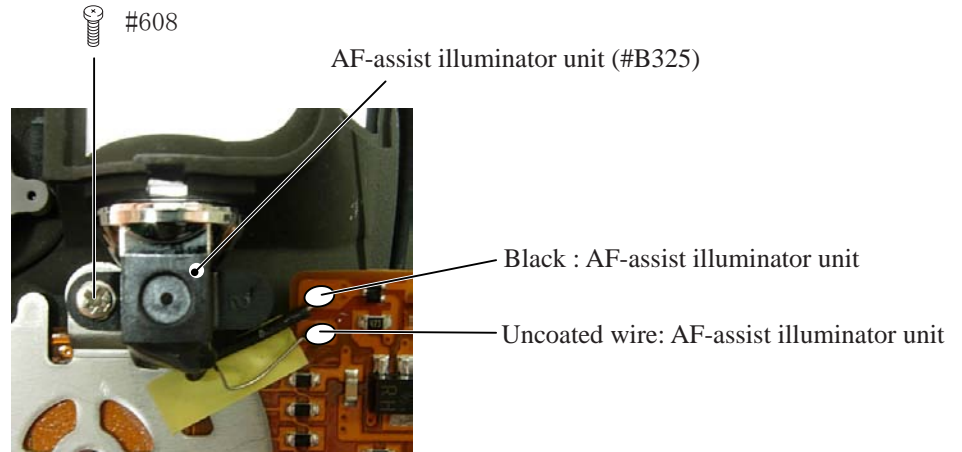 #608
AF-assist illuminator unit (#B325)
Black : AF-assist illuminator unit
Uncoated wire: AF-assist illuminator unit